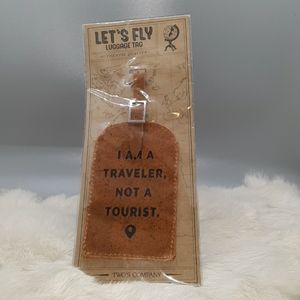 LET'S FLY
LUGGAGE TAG
I AM A
TRAVELER,
NOT A
TOURIST.
TWO'S COMPANY